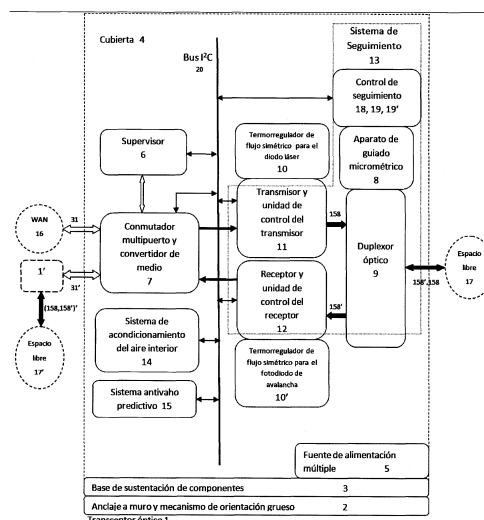 Cubierta 4
Bus I²C
20
Sistema de
Seguimiento
13
Control de
seguimiento
18, 19, 19’
Supervisor
6
Termorregulador de
flujo simétrico para el
diodo láser
10
Aparato de
guiado
micrométrico
8
WAN
16
31
Conmutador
multipuerto y
convertidor de
medio
7
Transmisor y
unidad de
control del
transmisor
11
158
Duplexor
óptico
9
Espacio
libre
17
158’,158
1’
31’
(158,158’)’
Espacio
libre
17’
Receptor y
unidad de
control del
receptor
12
158’
Sistema de
acondicionamiento
del aire interior
14
Termorregulador de
flujo simétrico para el
fotodiodo de
avalancha
10’
Sistema antivaho
predictivo 15
Fuente de alimentación
múltiple 5
Base de sustentación de componentes 3
Anclaje a muro y mecanismo de orientación grueso 2
Transceptor óptico 1